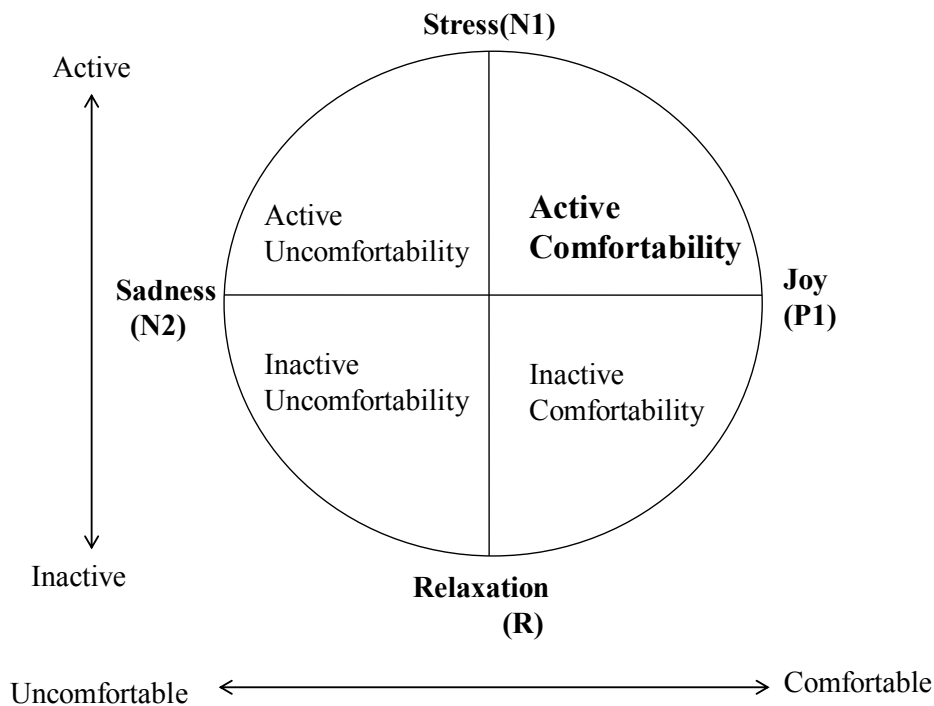 Stress(N1)
Active
Active
Uncomfortability
Active
Comfortability
Sadness
(N2)
Joy
(P1)
Inactive
Uncomfortability
Inactive
Comfortability
Inactive
Relaxation
(R)
Uncomfortable
Comfortable